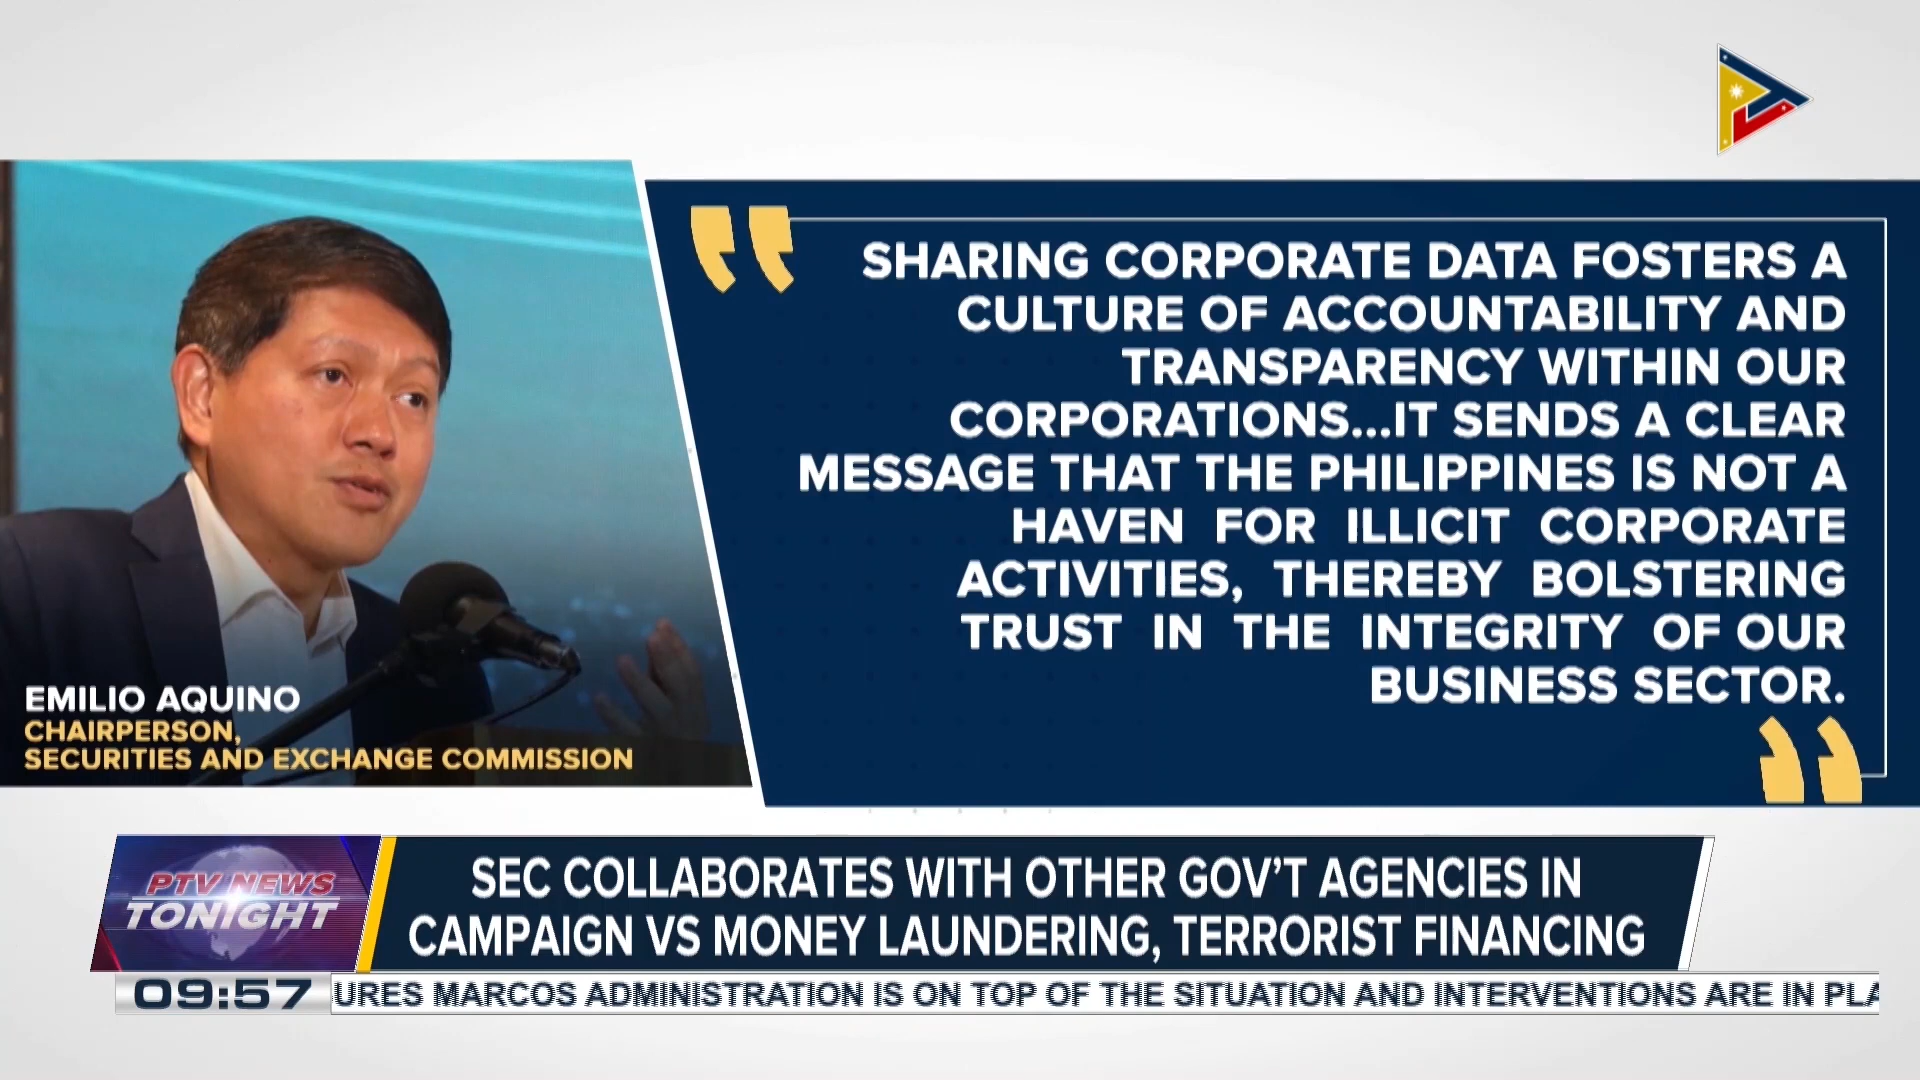 SHARING CORPORATE DATA FOSTERS A
CULTURE OF ACCOUNTABILITY AND
TRANSPARENCY WITHIN OUR
CORPORATIONS...IT SENDS A CLEAR
MESSAGE THAT THE PHILIPPINES IS NOT A
HAVEN FOR ILLICIT CORPORATE
ACTIVITIES, THEREBY BOLSTERING
TRUST IN THE INTEGRITY OF OUR
BUSINESS SECTOR.
EMILIO AQUINO
CHAIRPERSON,
SECURITIES AND EXCHANGE COMMISSION
PTV NEWS
TONIGHT
SEC COLLABORATES WITH OTHER GOV'T AGENCIES IN
CAMPAIGN VS MONEY LAUNDERING, TERRORIST FINANCING
09:57
URES MARCOS ADMINISTRATION IS ON TOP OF THE SITUATION AND INTERVENTIONS ARE IN PLA